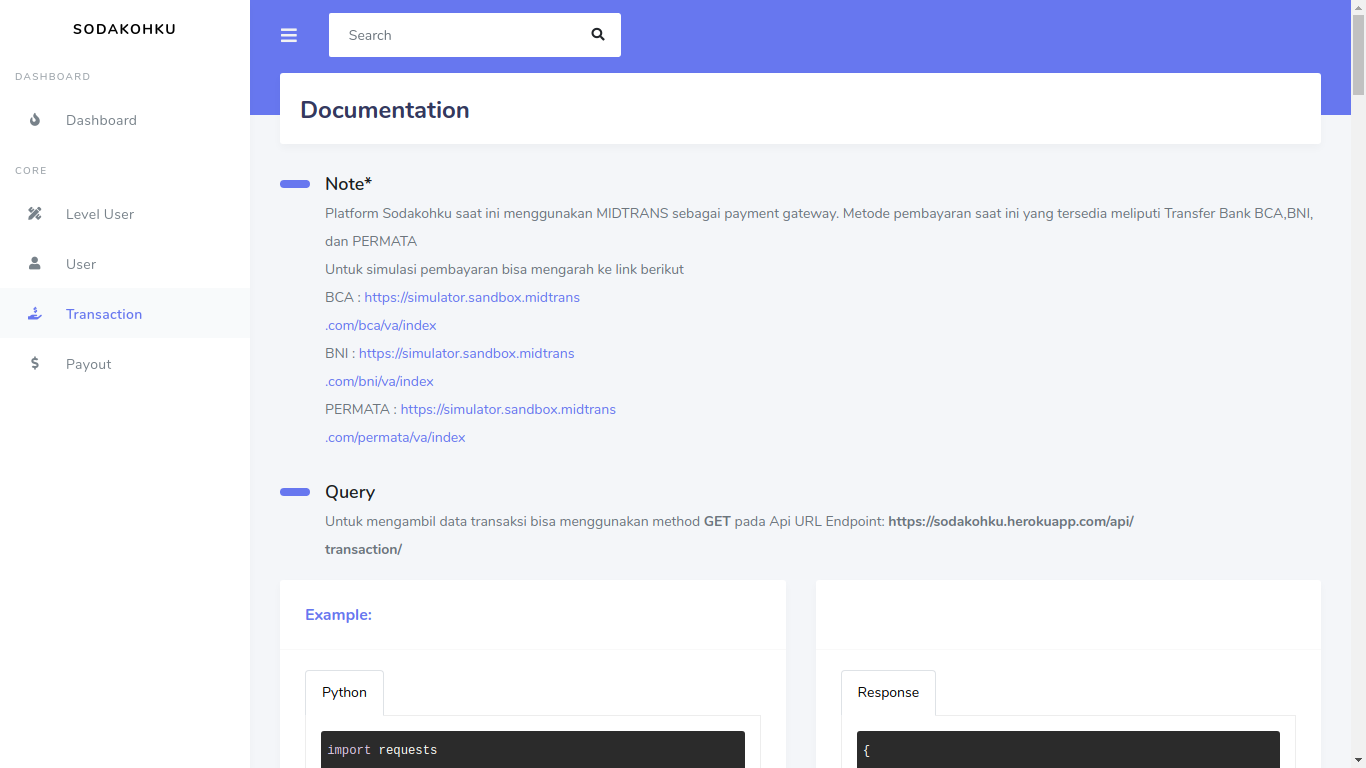 SODAKOHKU
Search
DASHBOARD
Dashboard
CORE
Level User
User
Transaction
Payout
Documentation
Note*
Platform Sodakohku saat ini menggunakan MIDTRANS sebagai payment gateway. Metode pembayaran saat ini yang tersedia meliputi Transfer Bank BCA,BNI,
dan PERMATA
Untuk simulasi pembayaran bisa mengarah ke link berikut
BCA : https://simulator.sandbox.midtrans
.com/bca/va/index
BNI : https://simulator.sandbox.midtrans
.com/bni/va/index
PERMATA : https://simulator.sandbox.midtrans
.com/permata/va/index
Query
Untuk mengambil data transaksi bisa menggunakan method GET pada Api URL Endpoint: https://sodakohku.herokuapp.com/api/
transaction/
Example:
Python
import requests
Response
{